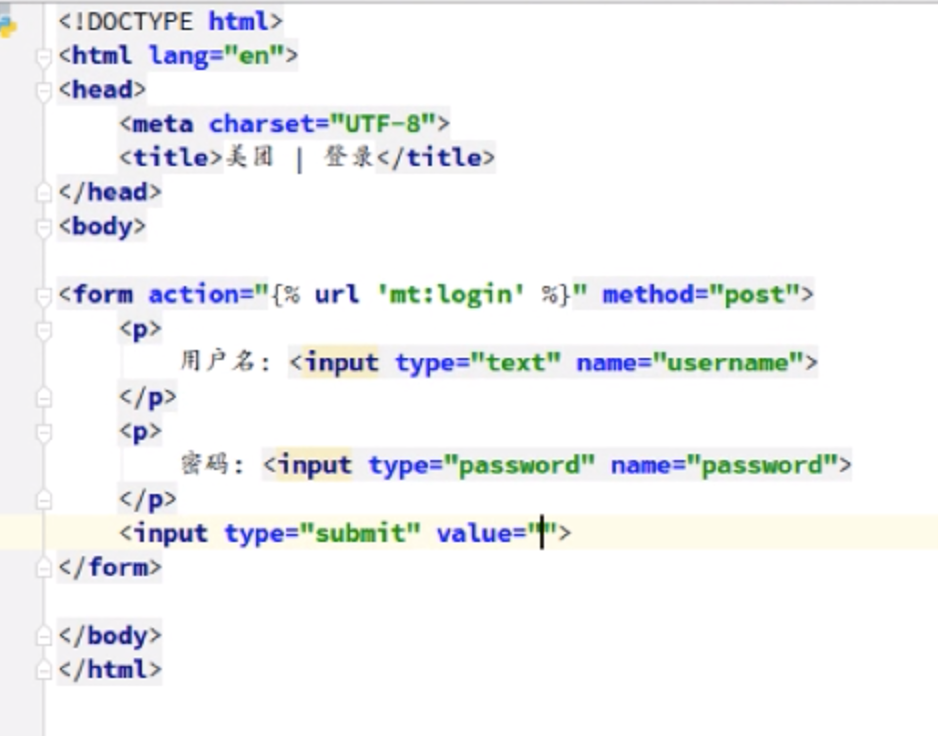 <!DOCTYPE html>
<html lang="en">
<head>
    <meta charset="UTF-8">
    <title>美团 | 登录</title>
</head>
<body>

<form action="{% url 'mt:login' %}" method="post">
    <p>
        用户名: <input type="text" name="username">
    </p>
    <p>
        密码: <input type="password" name="password">
    </p>
    <input type="submit" value="">
</form>

</body>
</html>